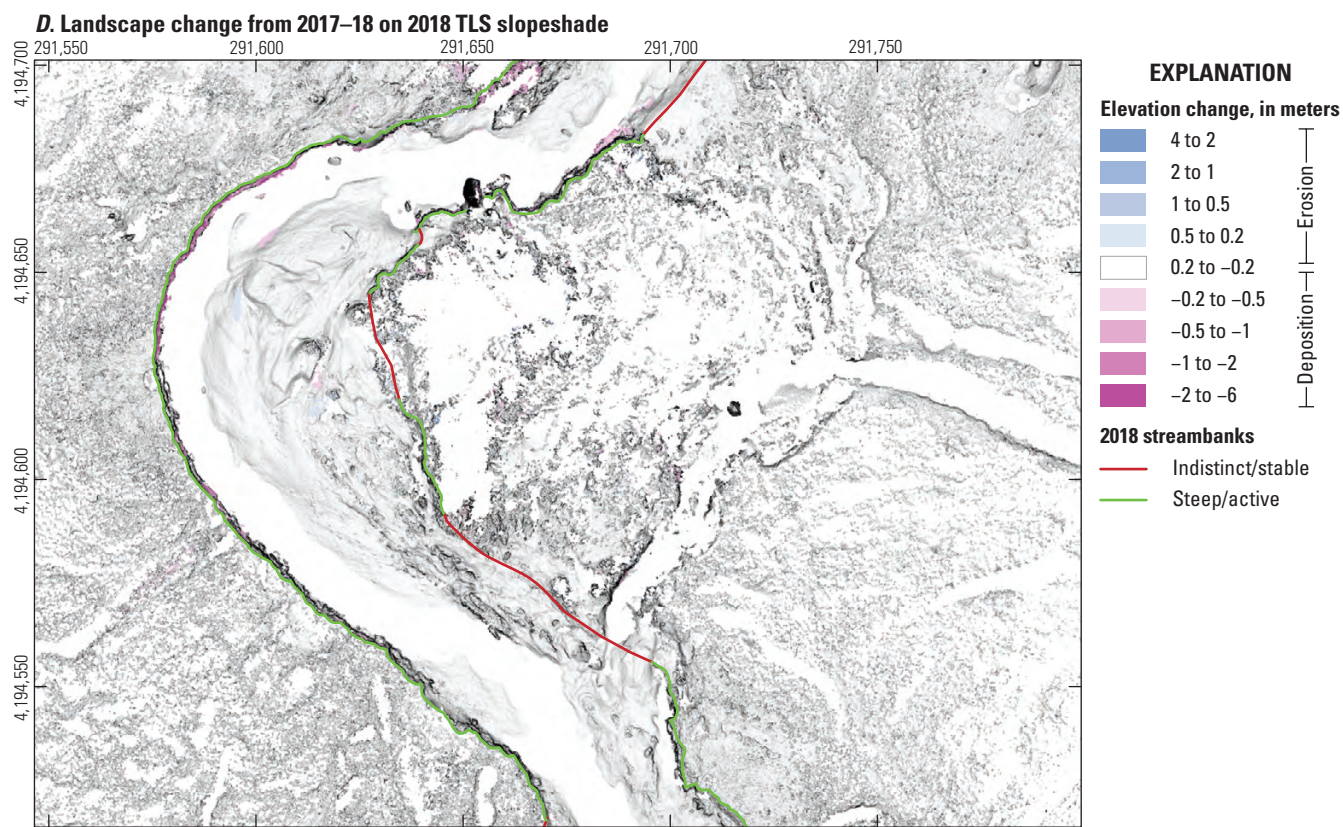 D. Landscape change from 2017–18 on 2018 TLS slopeshade
291,550
291,600
291,650
291,700
291,750
4,194,700
4,194,650
4,194,600
4,194,550
EXPLANATION
Elevation change, in meters
4 to 2
2 to 1
1 to 0.5
0.5 to 0.2
0.2 to −0.2
−0.2 to −0.5
−0.5 to −1
−1 to −2
−2 to −6
Erosion
Deposition
2018 streambanks
Indistinct/stable
Steep/active